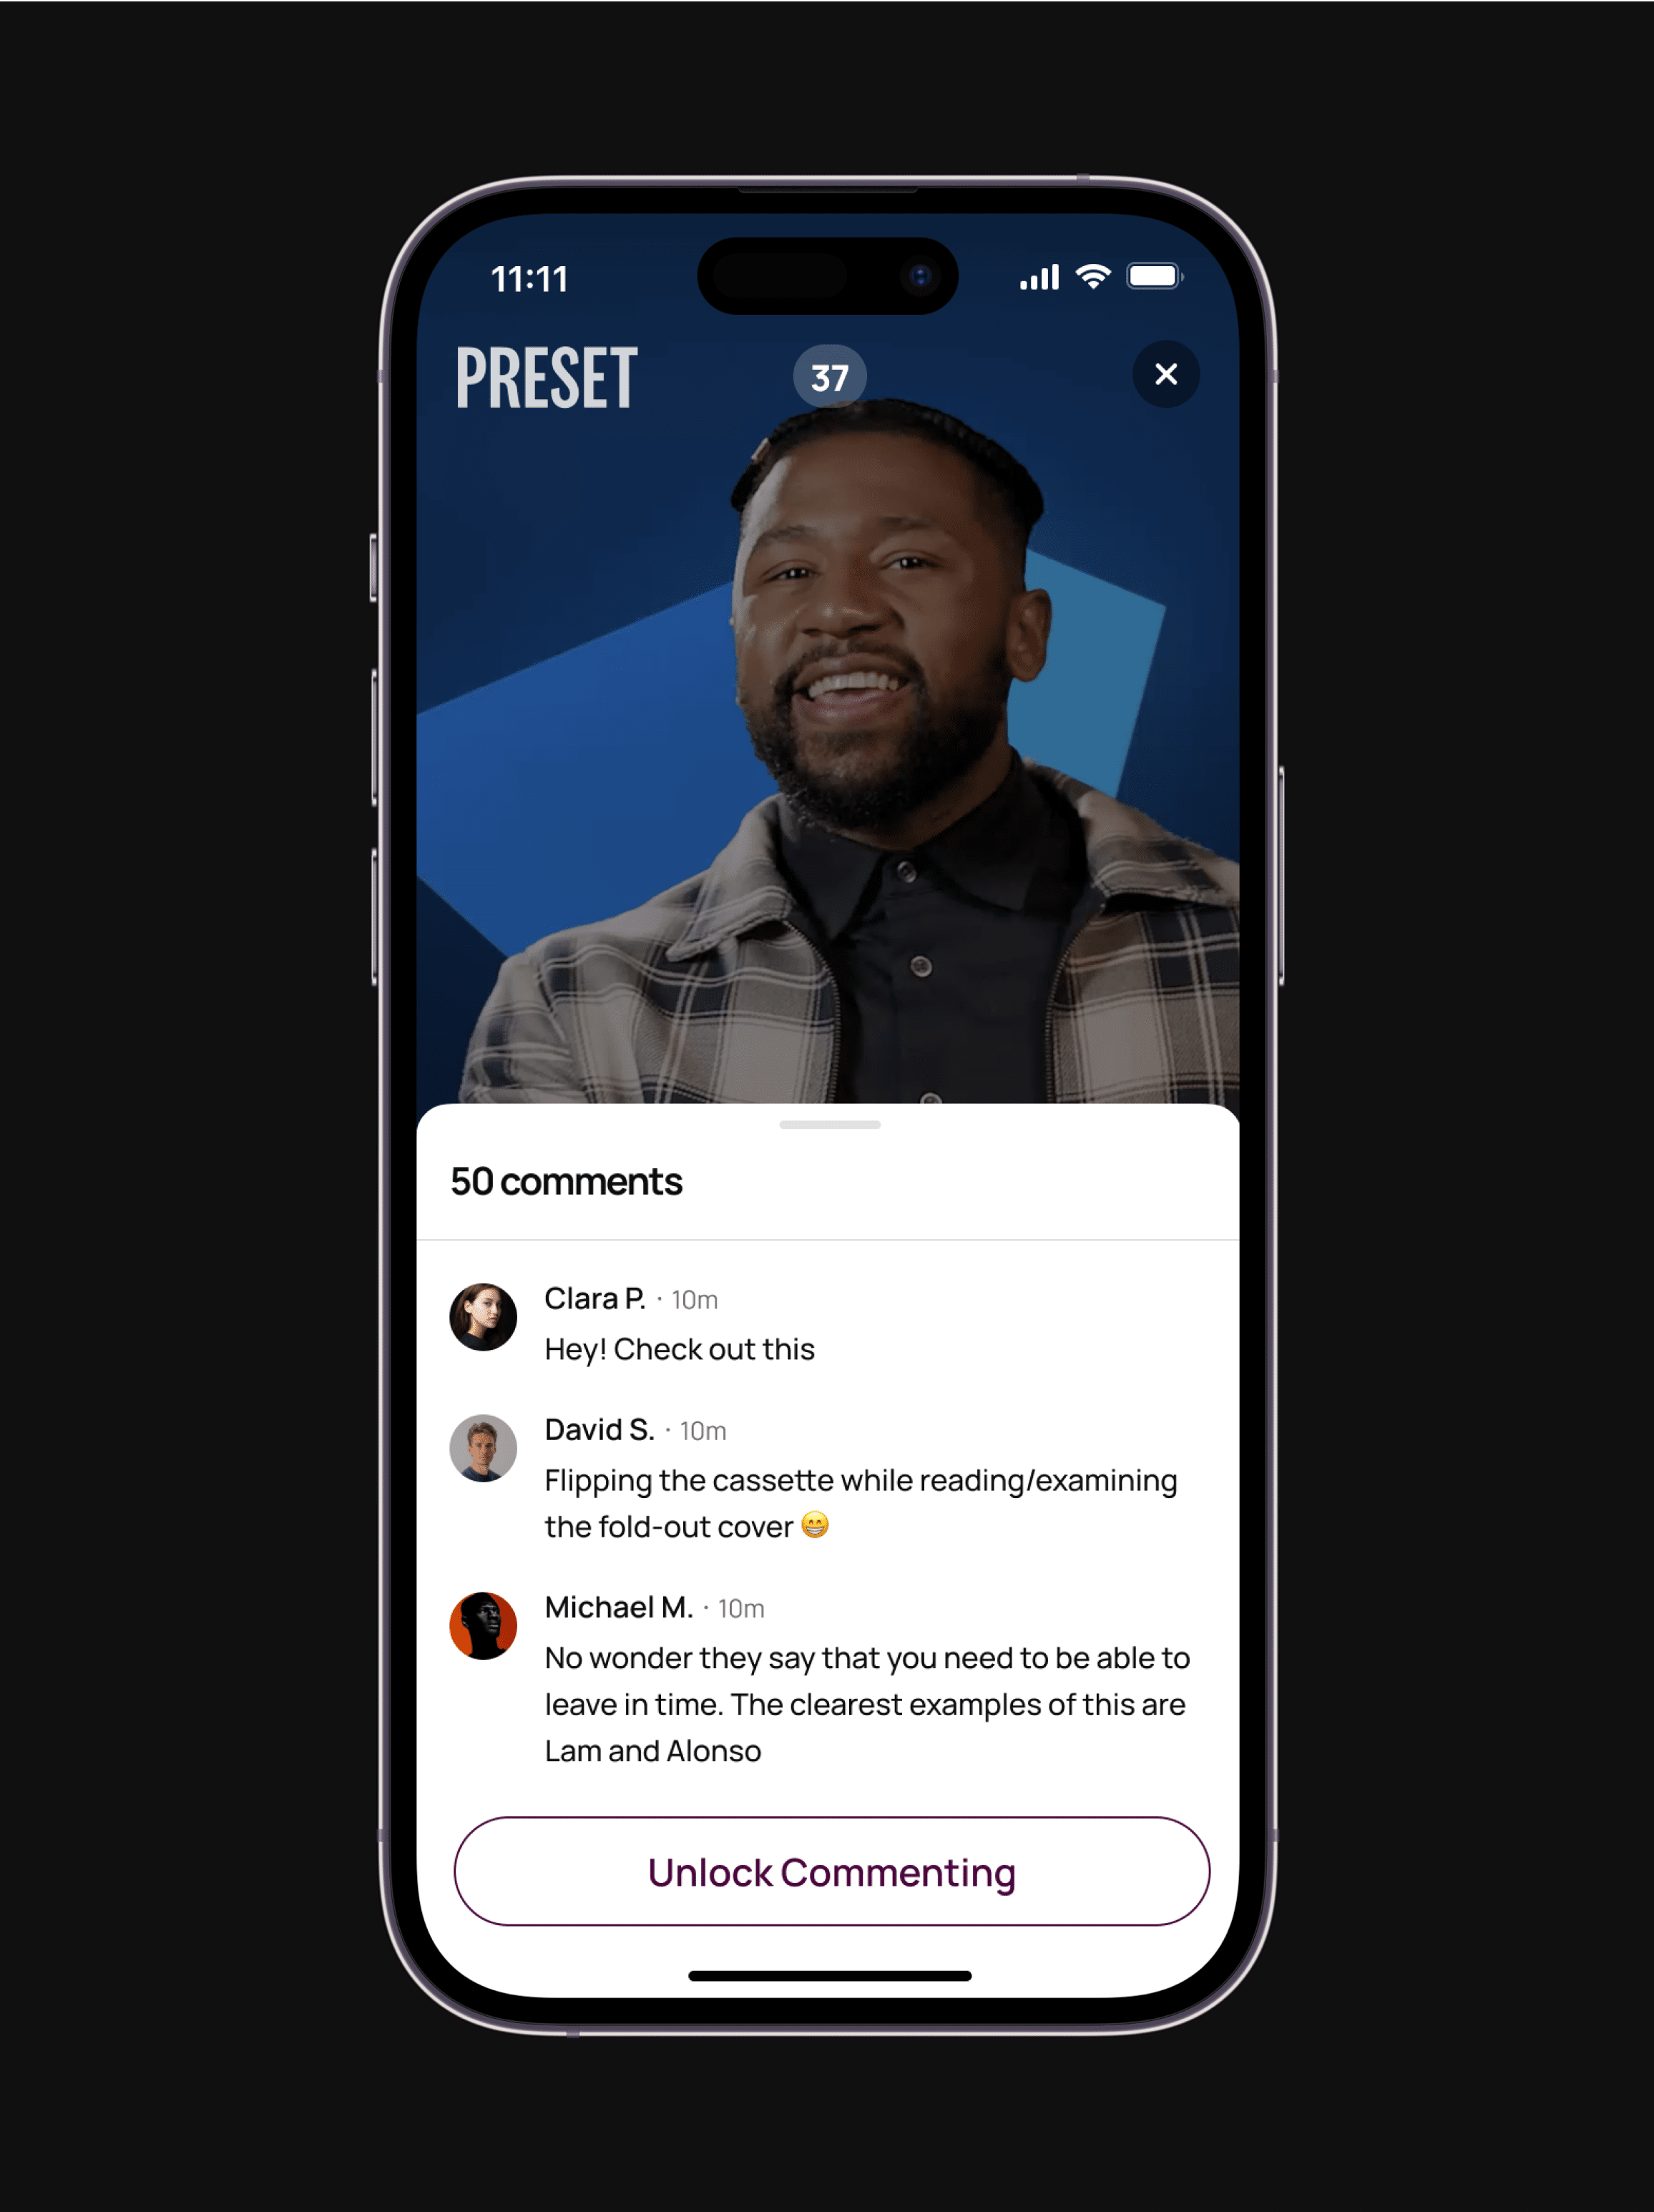 11:11
PRESET
37
50 comments
Clara P. · 10m
Hey! Check out this
David S. · 10m
Flipping the cassette while reading/examining
the fold-out cover 😁
Michael M. · 10m
No wonder they say that you need to be able to
leave in time. The clearest examples of this are
Lam and Alonso
Unlock Commenting